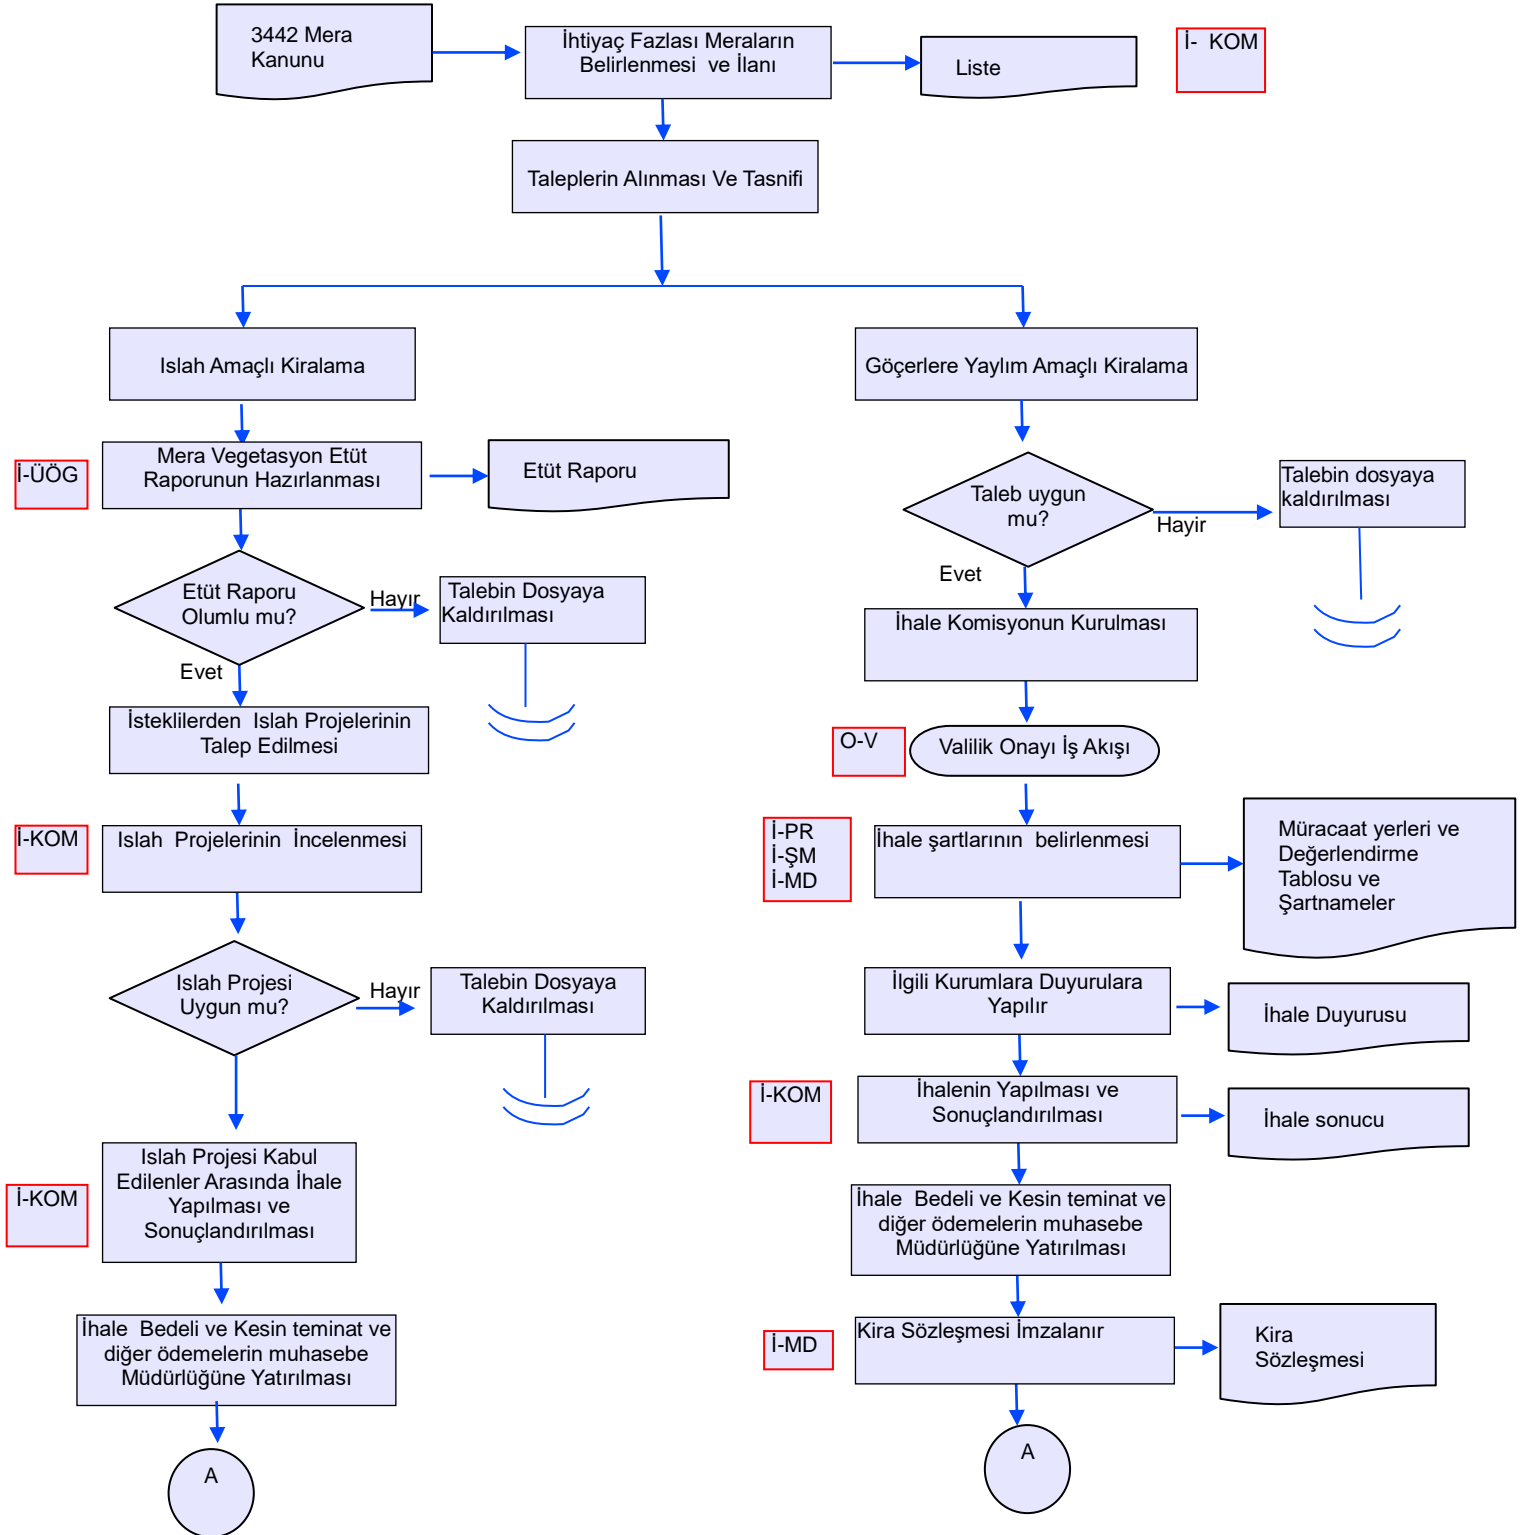 3442 Mera
Kanunu
İhtiyaç Fazlası Meraların
Belirlenmesi ve İlanı
Liste
İ- KOM
Taleplerin Alınması Ve Tasnifi
Islah Amaçlı Kiralama
Göçerlere Yaylım Amaçlı Kiralama
İ-ÜÖG
Mera Vegetasyon Etüt
Raporunun Hazırlanması
Etüt Raporu
Taleb uygun
mu?
Hayir
Talebin dosyaya
kaldırılması
Evet
Etüt Raporu
Olumlu mu?
Hayır
Talebin Dosyaya
Kaldırılması
Evet
İhale Komisyonun Kurulması
İsteklilerden Islah Projelerinin
Talep Edilmesi
O-V
Valilik Onayı İş Akışı
İ-KOM
Islah Projelerinin İncelenmesi
İ-PR
İ-ŞM
İ-MD
İhale şartlarının belirlenmesi
Müracaat yerleri ve
Değerlendirme
Tablosu ve
Şartnameler
Islah Projesi
Uygun mu?
Hayır
Talebin Dosyaya
Kaldırılması
İlgili Kurumlara Duyurulara
Yapılır
İhale Duyurusu
İ-KOM
İhalenin Yapılması ve
Sonuçlandırılması
İhale sonucu
İ-KOM
Islah Projesi Kabul
Edilenler Arasında İhale
Yapılması ve
Sonuçlandırılması
İhale Bedeli ve Kesin teminat ve
diğer ödemelerin muhasebe
Müdürlüğüne Yatırılması
İhale Bedeli ve Kesin teminat ve
diğer ödemelerin muhasebe
Müdürlüğüne Yatırılması
İ-MD
Kira Sözleşmesi İmzalanır
Kira
Sözleşmesi
A
A